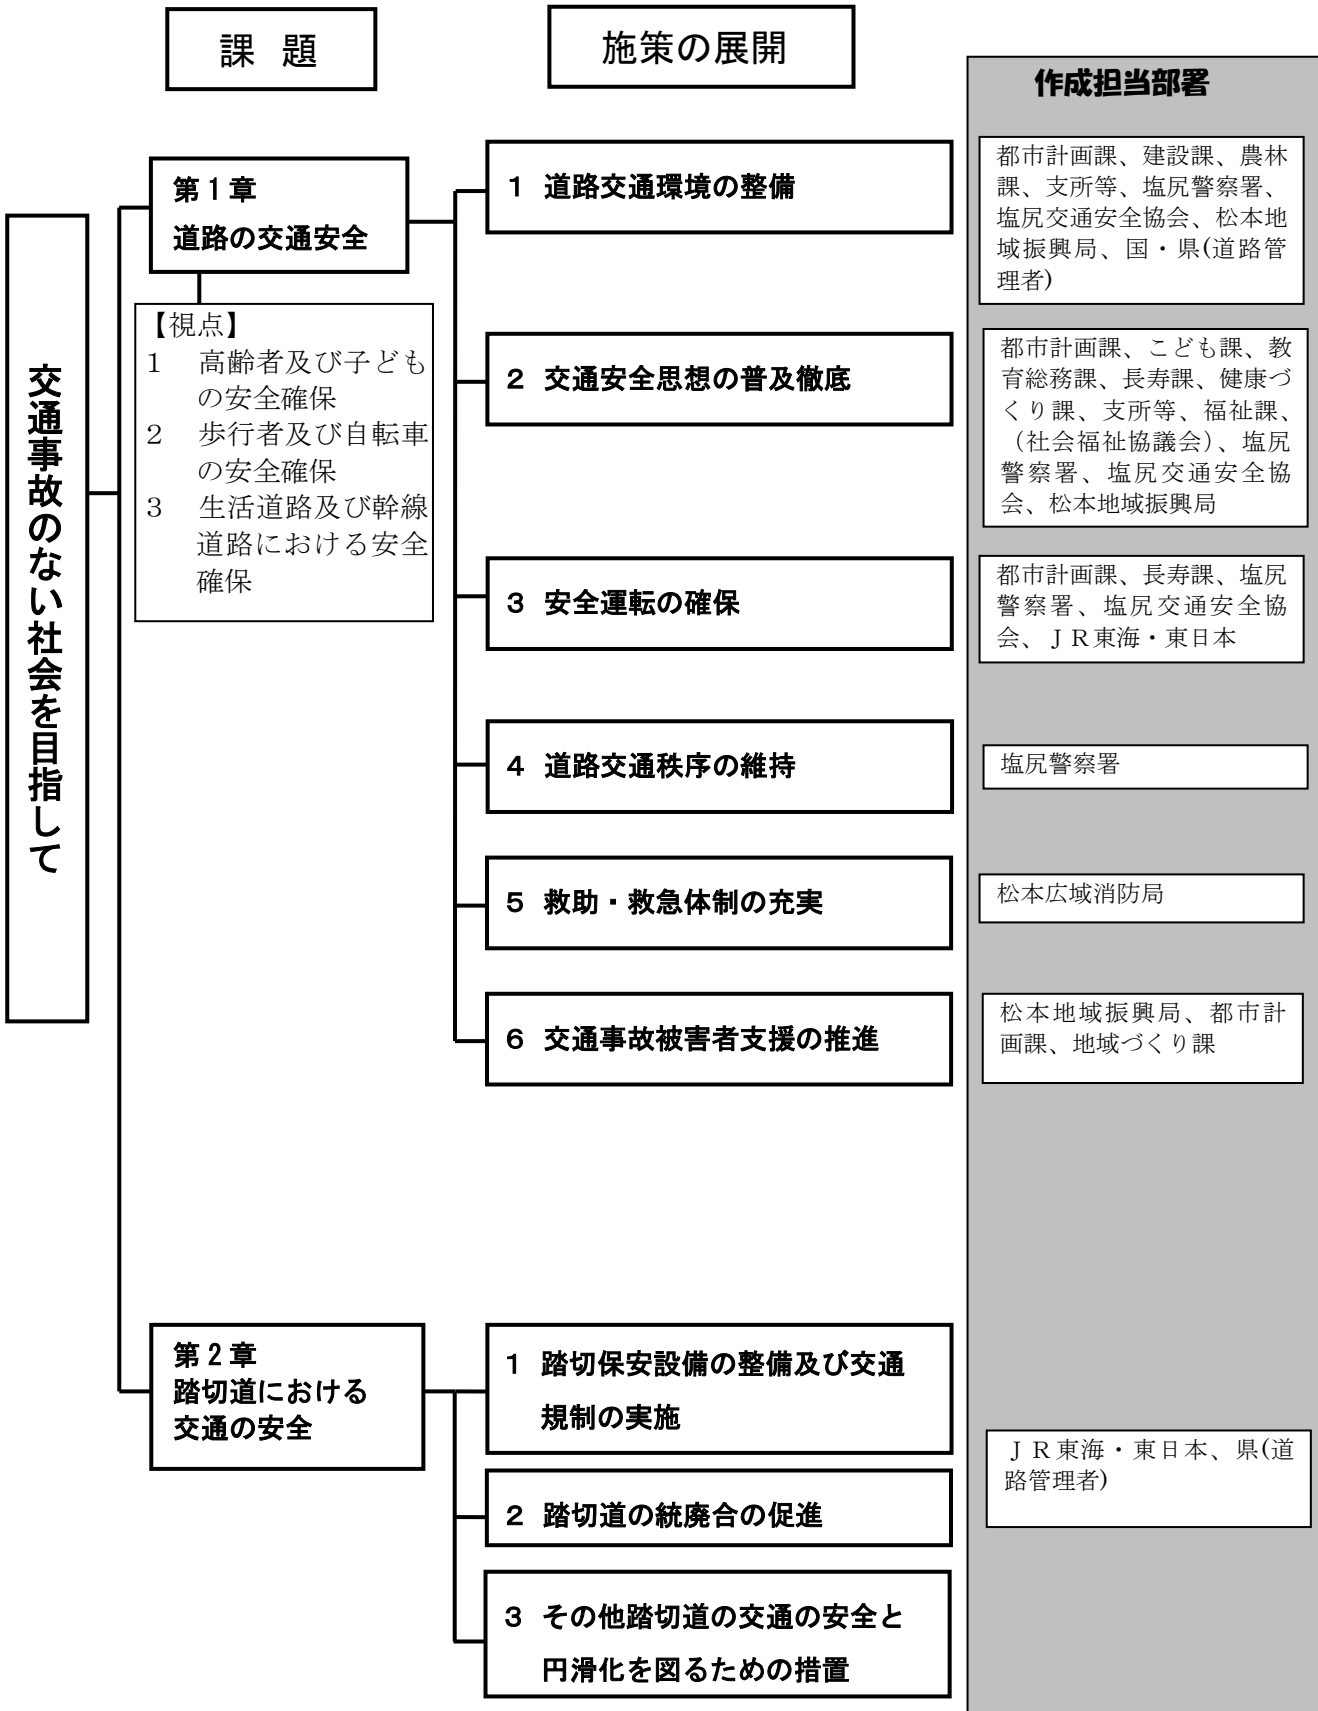 課 題
施策の展開
作成担当部署
交通事故のない社会を目指して
第1章
道路の交通安全
【視点】
1 高齢者及び子ども
の安全確保
2 歩行者及び自転車
の安全確保
3 生活道路及び幹線
道路における安全
確保
1 道路交通環境の整備
都市計画課、建設課、農林
課、支所等、塩尻警察署、
塩尻交通安全協会、松本地
域振興局、国・県(道路管
理者)
2 交通安全思想の普及徹底
都市計画課、こども課、教
育総務課、長寿課、健康づ
くり課、支所等、福祉課、
（社会福祉協議会）、塩尻
警察署、塩尻交通安全協
会、松本地域振興局
3 安全運転の確保
都市計画課、長寿課、塩尻
警察署、塩尻交通安全協
会、ＪＲ東海・東日本
4 道路交通秩序の維持
塩尻警察署
5 救助・救急体制の充実
松本広域消防局
6 交通事故被害者支援の推進
松本地域振興局、都市計
画課、地域づくり課
第2章
踏切道における
交通の安全
1 踏切保安設備の整備及び交通
規制の実施
2 踏切道の統廃合の促進
3 その他踏切道の交通の安全と
円滑化を図るための措置
ＪＲ東海・東日本、県(道
路管理者)